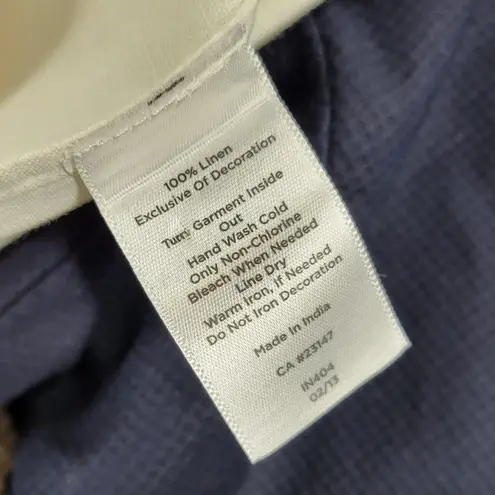 100% Linen
Exclusive Of Decoration
Turn Garment Inside
Out
Hand Wash Cold
Only Non-Chlorine
Bleach When Needed
Line Dry
Warm Iron, if Needed
Do Not Iron Decoration
Made In India
CA #23147
IN404
02/13